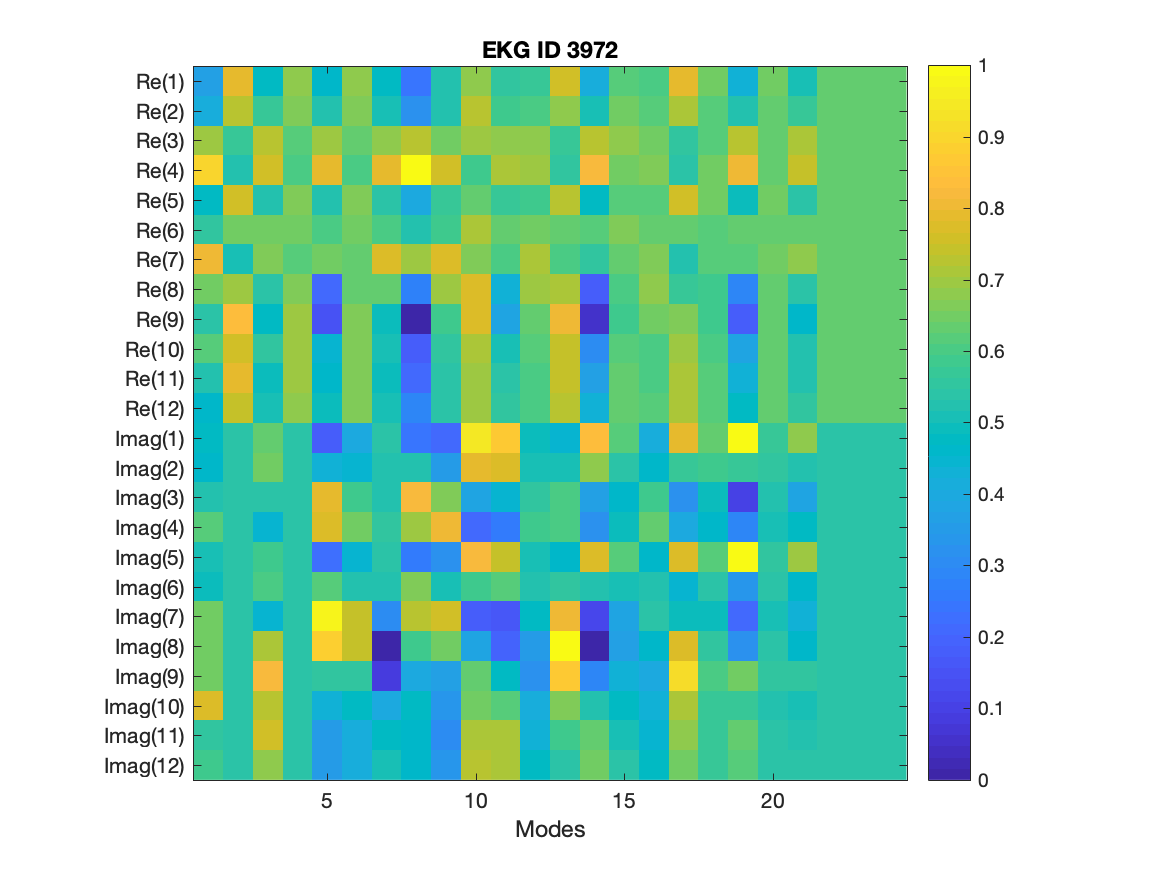 EKG ID 3972
Re(1)
Re(2)
Re(3)
Re(4)
Re(5)
Re(6)
Re(7)
Re(8)
Re(9)
Re(10)
Re(11)
Re(12)
Imag(1)
Imag(2)
Imag(3)
Imag(4)
Imag(5)
Imag(6)
Imag(7)
Imag(8)
Imag(9)
Imag(10)
Imag(11)
Imag(12)
5 10 15 20
Modes
1
0.9
0.8
0.7
0.6
0.5
0.4
0.3
0.2
0.1
0